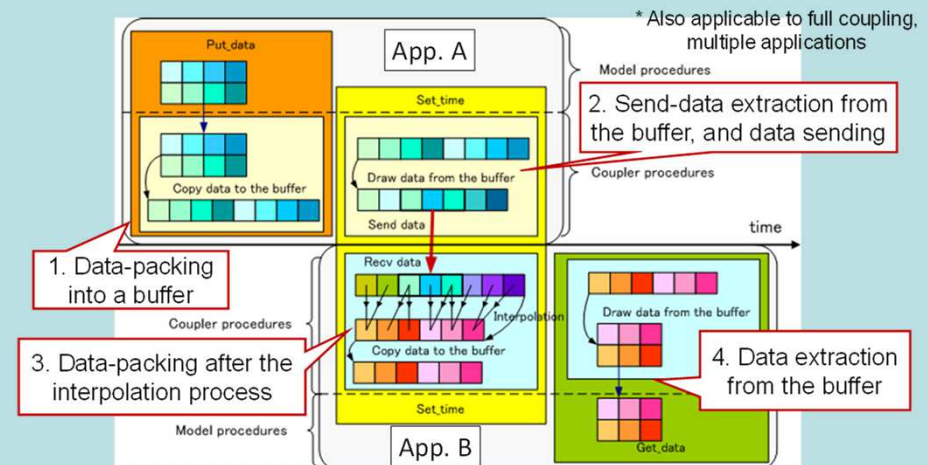 * Also applicable to full coupling,
multiple applications
Put_data
App. A
Model procedures
Set_time
2. Send-data extraction from
the buffer, and data sending
Draw data from the buffer
Coupler procedures
Copy data to the buffer
Send data
time
1. Data-packing
into a buffer
Recv data
Interpolation
Draw data from the buffer
Coupler procedures
Copy data to the buffer
3. Data-packing after the
interpolation process
4. Data extraction
from the buffer
Set_time
Model procedures
App. B
Get_data